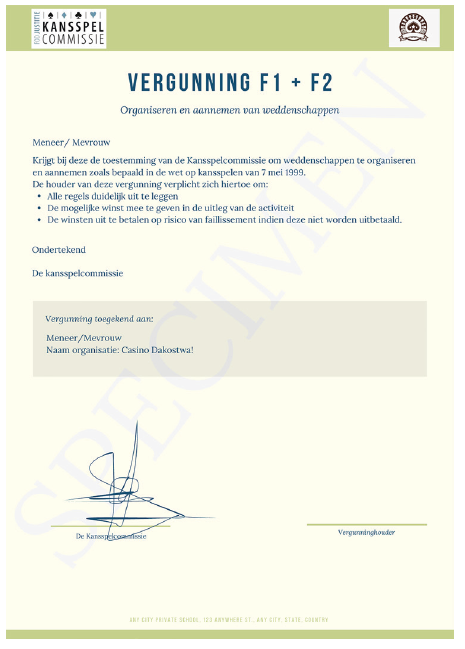 FOD JUSTITIE
KANSSPEL
COMMISSIE
VERGUNNING F1 + F2
Organiseren en aannemen van weddenschappen
Meneer/ Mevrouw
Krijgt bij deze de toestemming van de Kansspelcommissie om weddenschappen te organiseren
en aannemen zoals bepaald in de wet op kansspelen van 7 mei 1999.
De houder van deze vergunning verplicht zich hiertoe om:
• Alle regels duidelijk uit te leggen
• De mogelijke winst mee te geven in de uitleg van de activiteit
• De winsten uit te betalen op risico van faillissement indien deze niet worden uitbetaald.
Ondertekend
De kansspelcommissie
SPECIMEN
Vergunning toegekend aan:
Meneer/Mevrouw
Naam organisatie: Casino Dakostwa!
De Kansspelcommissie
Vergunninghouder
ANY CITY PRIVATE SCHOOL, 123 ANYWHERE ST., ANY CITY, STATE, COUNTRY